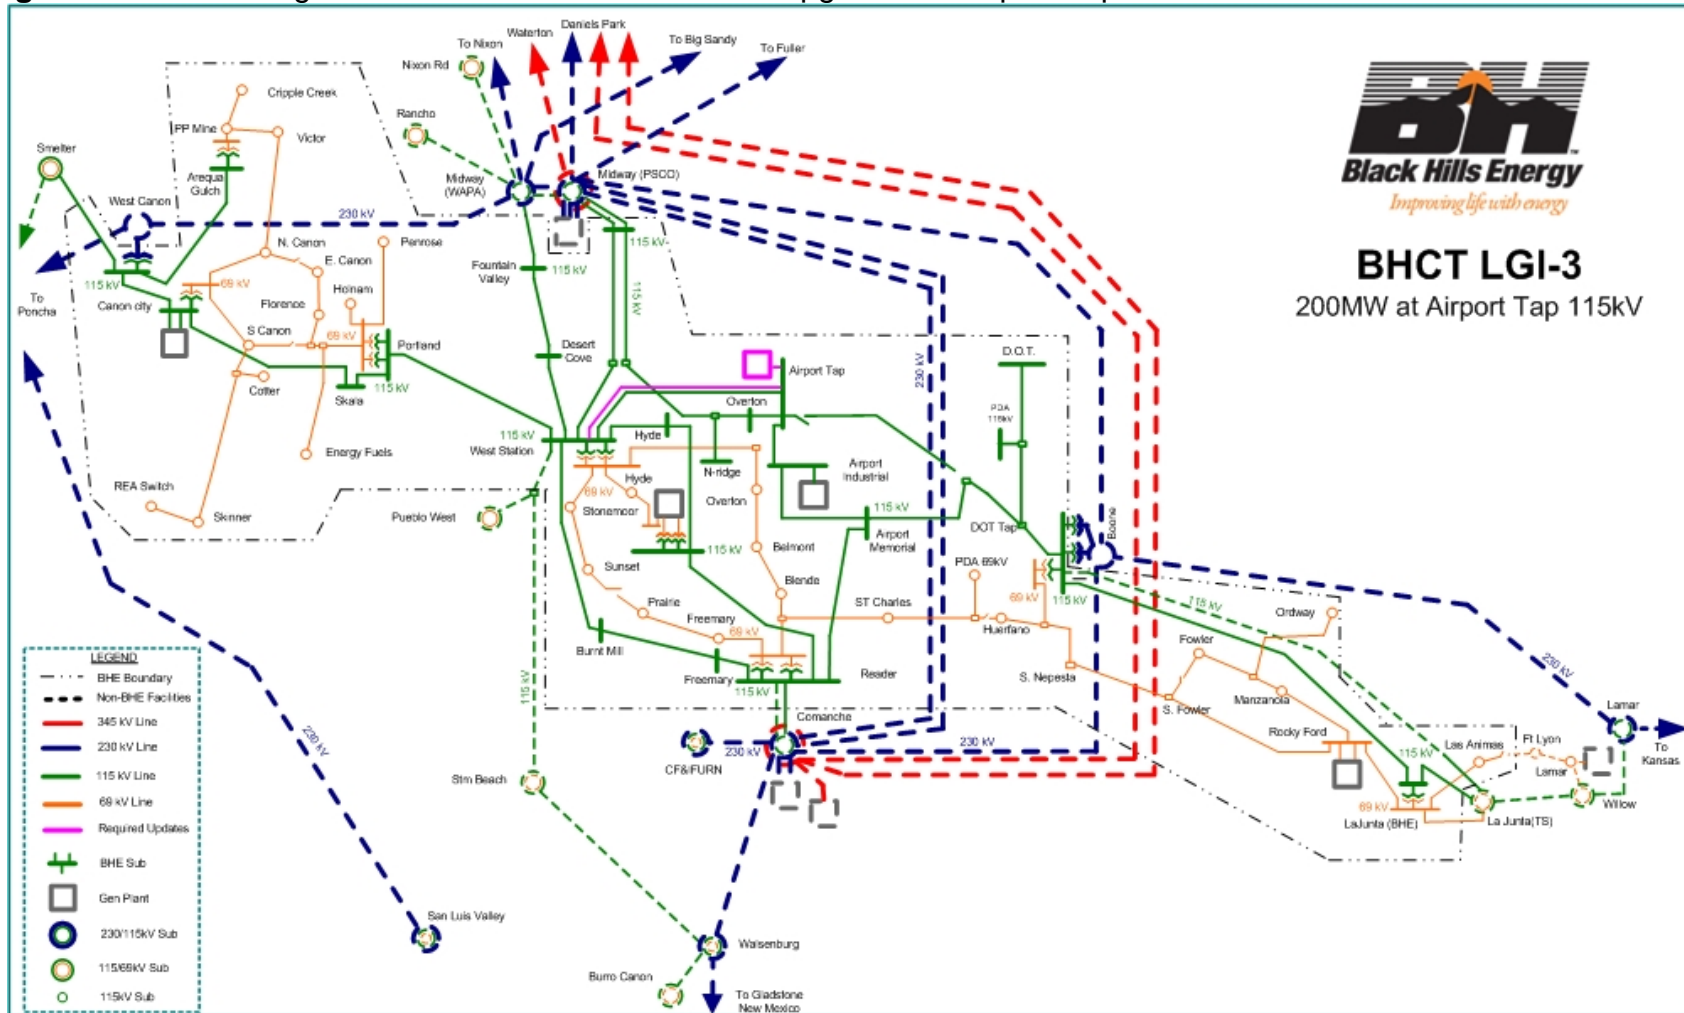 To Nixon
Waterton
Daniels Park
To Big Sandy
To Fuller
Nixon Rd
Rancho
Cripple Creek
PP Mine
Victor
Smelter
Arequa
Gulch
West Canon
230 kV
Midway
(WAPA)
Midway (PSCO)
Black Hills Energy
Improving life with energy
BHCT LGI-3
200MW at Airport Tap 115kV
N. Canon
Penrose
E. Canon
115 kV
Fountain
Valley
115 kV
115 kV
To
Poncha
115 kV
Canon city
69 kV
Holnam
Florence
S Canon
69 kV
Portland
Desert
Cove
Airport Tap
D.O.T.
230 kV
Cotter
Skala
115 kV
Overton
PDA
115kV
115 kV
West Station
Hyde
N-ridge
Airport
Industrial
Energy Fuels
Hyde
69 kV
Overton
REA Switch
Skinner
Pueblo West
Stonemoor
115 kV
Airport
Memorial
DOT Tap
Boone
115 kV
Belmont
Sunset
Blende
PDA 69kV
69 kV
115 kV
115 kV
Prairie
Freemary
69 kV
ST Charles
Huerfano
Ordway
Fowler
Burnt Mill
Freemary
115 kV
Reader
S. Nepesta
Manzanola
S. Fowler
230 kV
Lamar
To
Kansas
115 kV
Comanche
230 kV
230 kV
CF&I/FURN
Rocky Ford
Las Animas
Ft Lyon
Lamar
115 kV
Willow
69 kV
LaJunta (BHE)
La Junta(TS)
Stm Beach
230 kV
San Luis Valley
Walsenburg
Burro Canon
To Gladstone
New Mexico
LEGEND
BHE Boundary
Non-BHE Facilities
345 kV Line
230 kV Line
115 kV Line
69 kV Line
Required Updates
BHE Sub
Gen Plant
230/115kV Sub
115/69kV Sub
115kV Sub